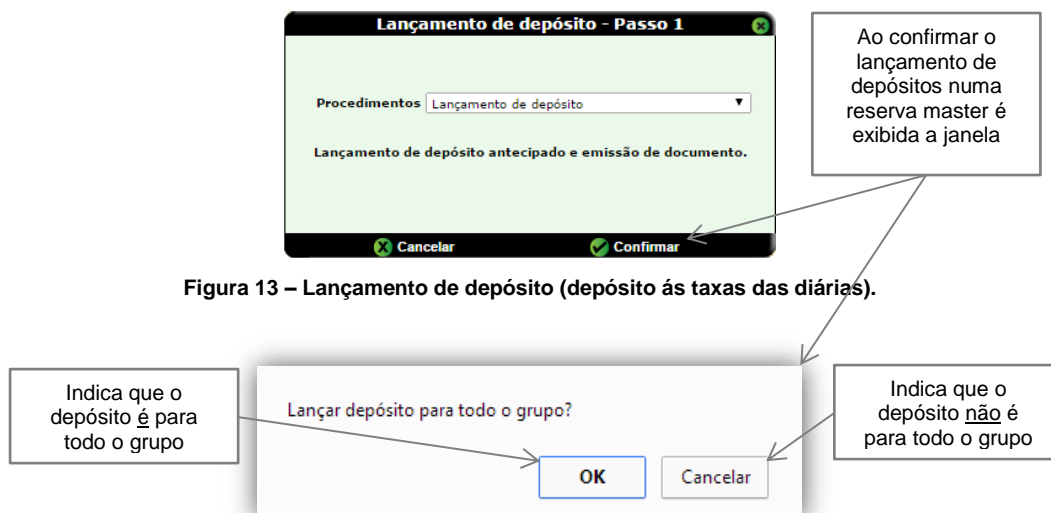 Lançamento de depósito - Passo 1
Procedimentos Lançamento de depósito
Lançamento de depósito antecipado e emissão de documento.
Cancelar
Confirmar
Ao confirmar o
lançamento de
depósitos numa
reserva master é
exibida a janela
Figura 13 – Lançamento de depósito (depósito ás taxas das diárias).
Indica que o
depósito é para
todo o grupo
Lançar depósito para todo o grupo?
OK
Cancelar
Indica que o
depósito não é
para todo o grupo